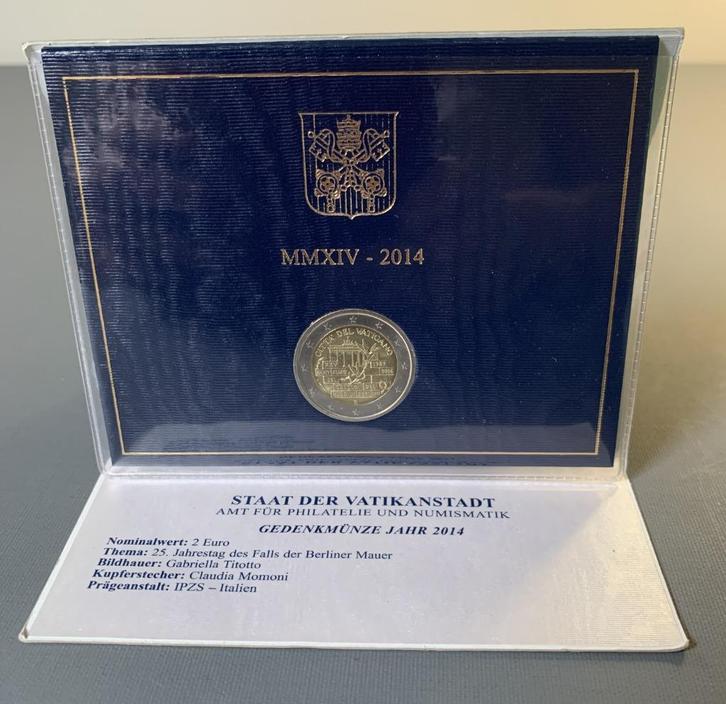 MMXIV - 2014
CITTÀ DEL VATICANO
STAAT DER VATIKANSTADT
AMT FÜR PHILATELIE UND NUMISMATIK
GEDENKMÜNZE JAHR 2014
Nominalwert: 2 Euro
Thema: 25. Jahrestag des Falls der Berliner Mauer
Bildhauer: Gabriella Titotto
Kupferstecher: Claudia Momoni
Prägeanstalt: IPZS – Italien